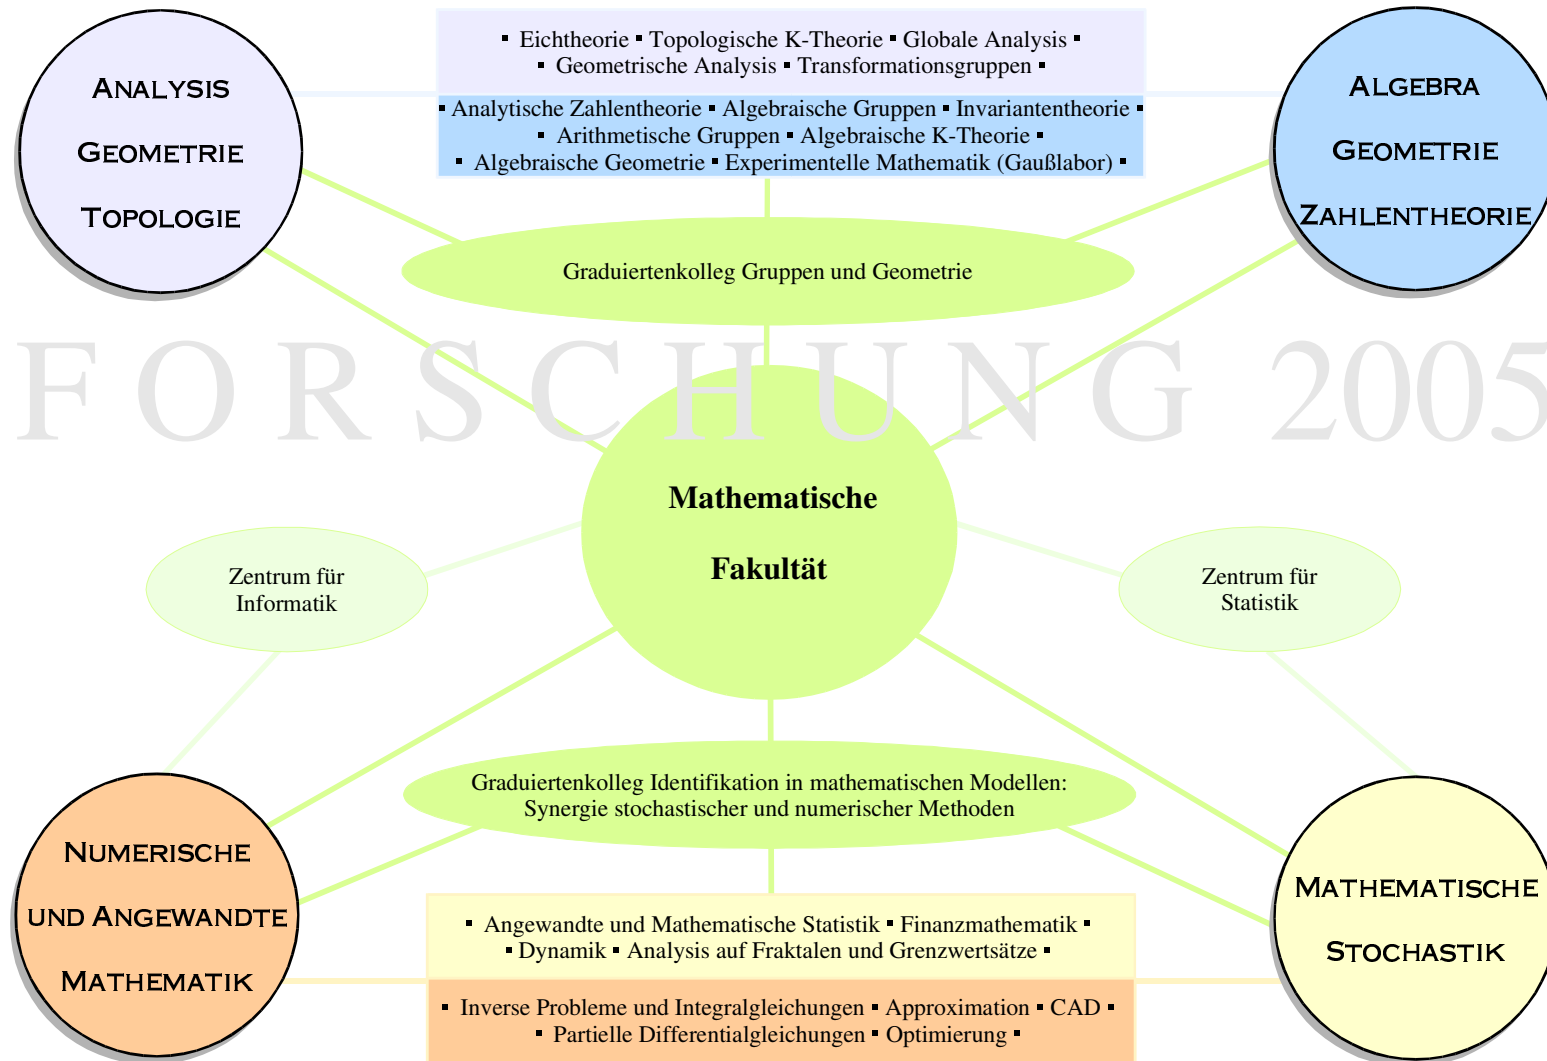 ▪ Eichtheorie ▪ Topologische K-Theorie ▪ Globale Analysis ▪
▪ Geometrische Analysis ▪ Transformationsgruppen ▪
ANALYSIS
GEOMETRIE
TOPOLOGIE
▪ Analytische Zahlentheorie ▪ Algebraische Gruppen ▪ Invariantentheorie ▪
▪ Arithmetische Gruppen ▪ Algebraische K-Theorie ▪
▪ Algebraische Geometrie ▪ Experimentelle Mathematik (Gaußlabor) ▪
ALGEBRA
GEOMETRIE
ZAHLENTHEORIE
Graduiertenkolleg Gruppen und Geometrie
F O R S C H U N G 2005
Mathematische
Fakultät
Zentrum für
Informatik
Zentrum für
Statistik
Graduiertenkolleg Identifikation in mathematischen Modellen:
Synergie stochastischer und numerischer Methoden
NUMERISCHE
UND ANGEWANDTE
MATHEMATIK
▪ Angewandte und Mathematische Statistik ▪ Finanzmathematik ▪
▪ Dynamik ▪ Analysis auf Fraktalen und Grenzwertsätze ▪
▪ Inverse Probleme und Integralgleichungen ▪ Approximation ▪ CAD ▪
▪ Partielle Differentialgleichungen ▪ Optimierung ▪
MATHEMATISCHE
STOCHASTIK